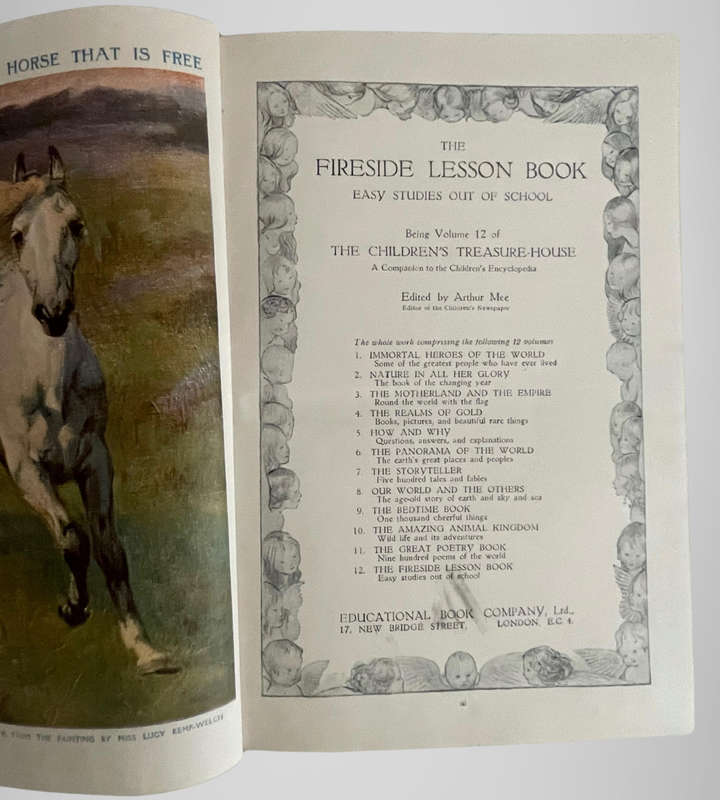 HORSE THAT IS FREE
FROM THE PAINTING BY MISS LUCY KEMP-WELCH
THE
FIRESIDE LESSON BOOK
EASY STUDIES OUT OF SCHOOL
Being Volume 12 of
THE CHILDREN'S TREASURE-HOUSE
A Companion to the Children's Encyclopedia
Edited by Arthur Mee
Editor of the Children's Newspaper
The whole work comprising the following 12 volumes
1. IMMORTAL HEROES OF THE WORLD
Some of the greatest people who have ever lived
2. NATURE IN ALL HER GLORY
The book of the changing year
3. THE MOTHERLAND AND THE EMPIRE
Round the world with the flag
4. THE REALMS OF GOLD
Books, pictures, and beautiful rare things
5. HOW AND WHY
Questions, answers, and explanations
6. THE PANORAMA OF THE WORLD
The earth's great places and peoples
7. THE STORYTELLER
Five hundred tales and fables
8. OUR WORLD AND THE OTHERS
The age-old story of earth and sky and sea
9. THE BEDTIME BOOK
One thousand cheerful things
10. THE AMAZING ANIMAL KINGDOM
Wild life and its adventures
11. THE GREAT POETRY BOOK
Nine hundred poems of the world
12. THE FIRESIDE LESSON BOOK
Easy studies out of school
EDUCATIONAL BOOK COMPANY, Ltd.,
17, NEW BRIDGE STREET, LONDON, E.C. 4.